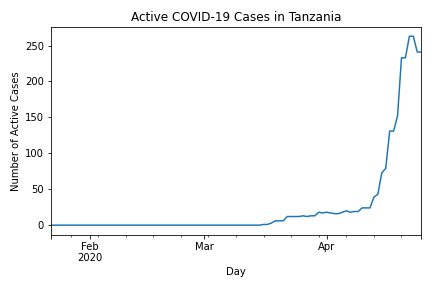 Active COVID-19 Cases in Tanzania
Number of Active Cases
250
200
150
100
50
0
Feb
2020
Mar
Apr
Day